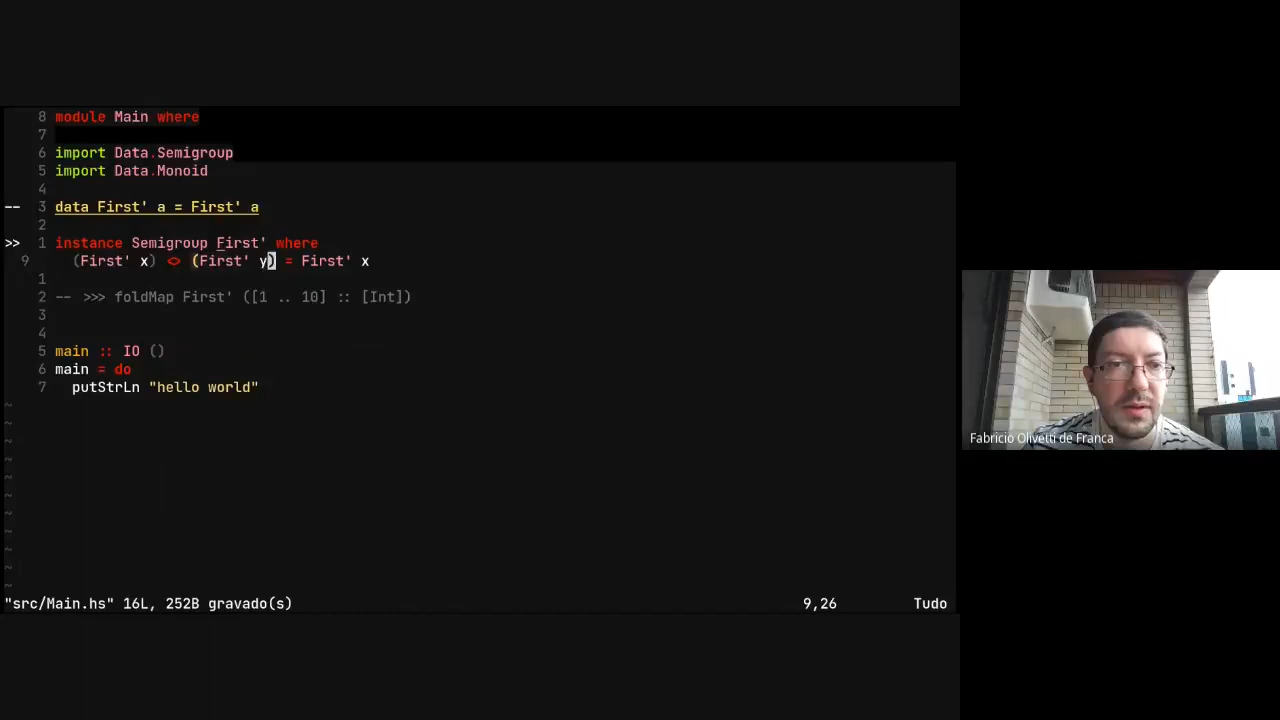 8 module Main where
7
6 import Data.Semigroup
5 import Data.Monoid
4
-- 3 data First' a = First' a
2
>> 1 instance Semigroup First' where
9 (First' x) <> (First' y) = First' x
1
2 -- >>> foldMap First' ([1 .. 10] :: [Int])
3
4
5 main :: IO ()
6 main = do
7 putStrLn "hello world"
~
~
~
~
~
~
~
~
~
~
~
"src/Main.hs" 16L, 252B gravado(s) 9,26 Tudo
Fabricio Olivetti de Franca